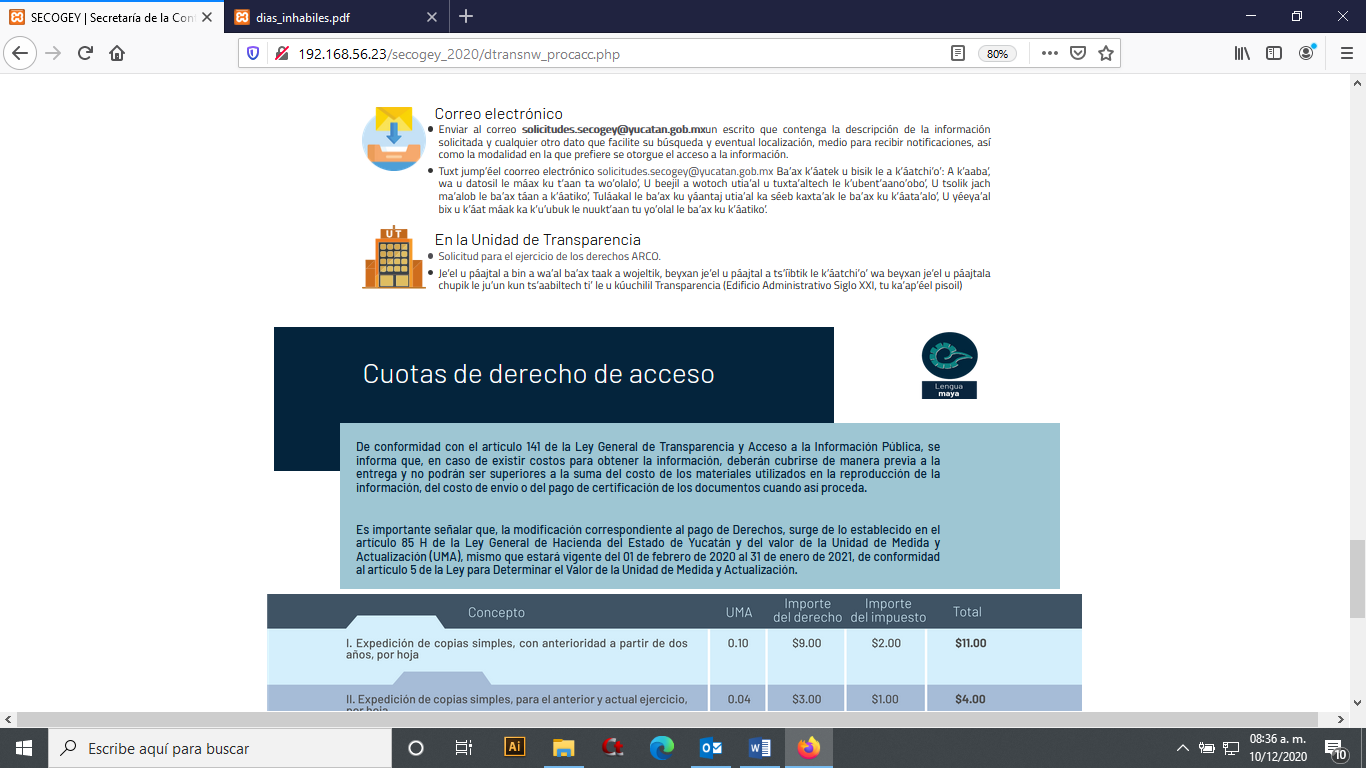 SECOGEY | Secretaría de la Con
dias_inhabiles.pdf
192.168.56.23/secogey_2020/dtransnw_procacc.php
80%
Correo electrónico
Enviar al correo solicitudes.secogey@yucatan.gob.mxun escrito que contenga la descripción de la información
solicitada y cualquier otro dato que facilite su búsqueda y eventual localización, medio para recibir notificaciones, así
como la modalidad en la que prefiere se otorgue el acceso a la información.
Tuxt jump'éel coorreo electrónico solicitudes.secogey@yucatan.gob.mx Ba'ax k'áatek u bisik le a k'áatchi'o': A k'aaba',
wa u datosil le máax ku t'aan ta wo'olalo', U beejil a wotoch utia'al u tuxta'altech le k'ubent'aano'obo', U tsolik jach
ma'alob le ba'ax táan a k'áatiko', Tuláakal le ba'ax ku yáantaj utia'al ka séeb kaxta'ak le ba'ax ku k'áata'alo', U yéeya'al
bix u k'áat máak ka k'u'ubuk le nuukt'aan tu yo'olal le ba'ax ku k'áatiko'.
UT
En la Unidad de Transparencia
Solicitud para el ejercicio de los derechos ARCO.
Je'el u páajtal a bin a wa'al ba'ax taak a wojeltik, beyxan je'el u páajtal a ts'íibtik le k'áatchi'o' wa beyxan je'el u páajtala
chupik le ju'un kun ts'aabiltech ti' le u kúuchilil Transparencia (Edificio Administrativo Siglo XXI, tu ka'ap'éel pisoil)
Cuotas de derecho de acceso
Lengua
maya
De conformidad con el artículo 141 de la Ley General de Transparencia y Acceso a la Información Pública, se
informa que, en caso de existir costos para obtener la información, deberán cubrirse de manera previa a la
entrega y no podrán ser superiores a la suma del costo de los materiales utilizados en la reproducción de la
información, del costo de envío o del pago de certificación de los documentos cuando así proceda.
Es importante señalar que, la modificación correspondiente al pago de Derechos, surge de lo establecido en el
artículo 85 H de la Ley General de Hacienda del Estado de Yucatán y del valor de la Unidad de Medida y
Actualización (UMA), mismo que estará vigente del 01 de febrero de 2020 al 31 de enero de 2021, de conformidad
al artículo 5 de la Ley para Determinar el Valor de la Unidad de Medida y Actualización.
Concepto UMA Importe del derecho Importe del impuesto Total
I. Expedición de copias simples, con anterioridad a partir de dos 0.10 $9.00 $2.00 $11.00
años, por hoja
II. Expedición de copias simples, para el anterior y actual ejercicio, 0.04 $3.00 $1.00 $4.00
por hoja
Escribe aquí para buscar
Ai
08:36 a. m.
10/12/2020
10